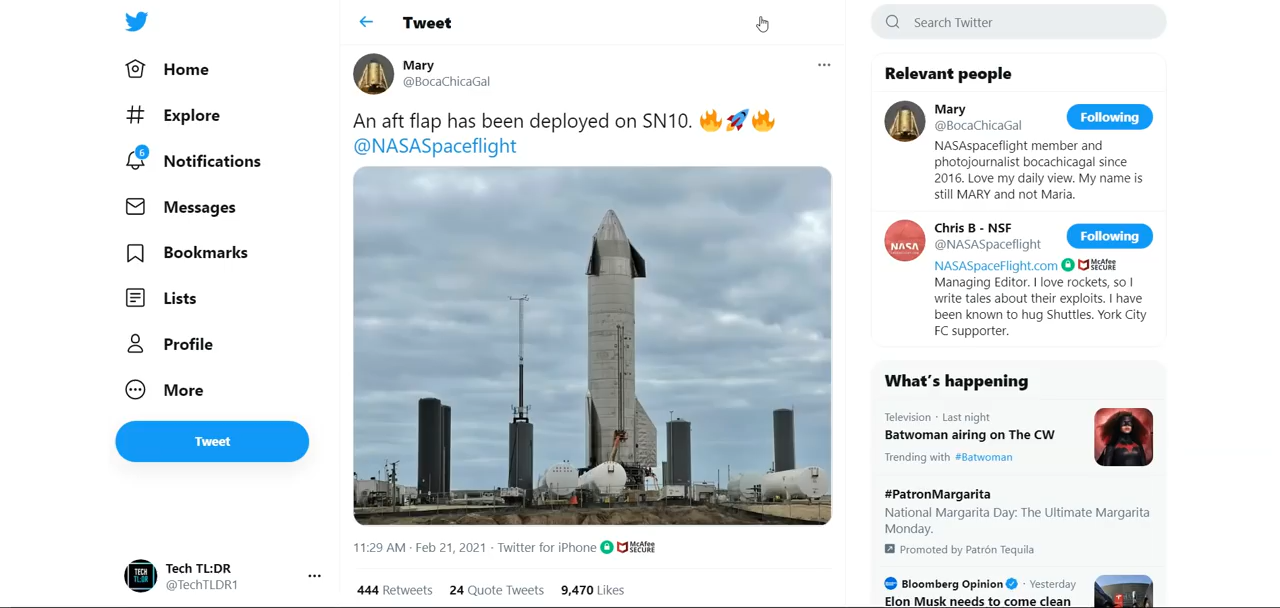 Home
Explore
6
Notifications
Messages
Bookmarks
Lists
Profile
More
Tweet
TECH
TL:DR
Tech TL:DR
@TechTLDR1
Tweet
Mary
@BocaChicaGal
An aft flap has been deployed on SN10. 🔥🚀🔥
@NASASpaceflight
11:29 AM · Feb 21, 2021 · Twitter for iPhone McAfee SECURE
444 Retweets 24 Quote Tweets 9,470 Likes
Search Twitter
Relevant people
Mary
@BocaChicaGal
Following
NASAspaceflight member and
photojournalist bocachicagal since
2016. Love my daily view. My name is
still MARY and not Maria.
NASA
Chris B - NSF
@NASASpaceflight
Following
NASASpaceFlight.com McAfee SECURE
Managing Editor. I love rockets, so I
write tales about their exploits. I have
been known to hug Shuttles. York City
FC supporter.
What's happening
Television · Last night
Batwoman airing on The CW
Trending with #Batwoman
#PatronMargarita
National Margarita Day: The Ultimate Margarita
Monday.
Promoted by Patrón Tequila
Bloomberg Opinion · Yesterday
Elon Musk needs to come clean